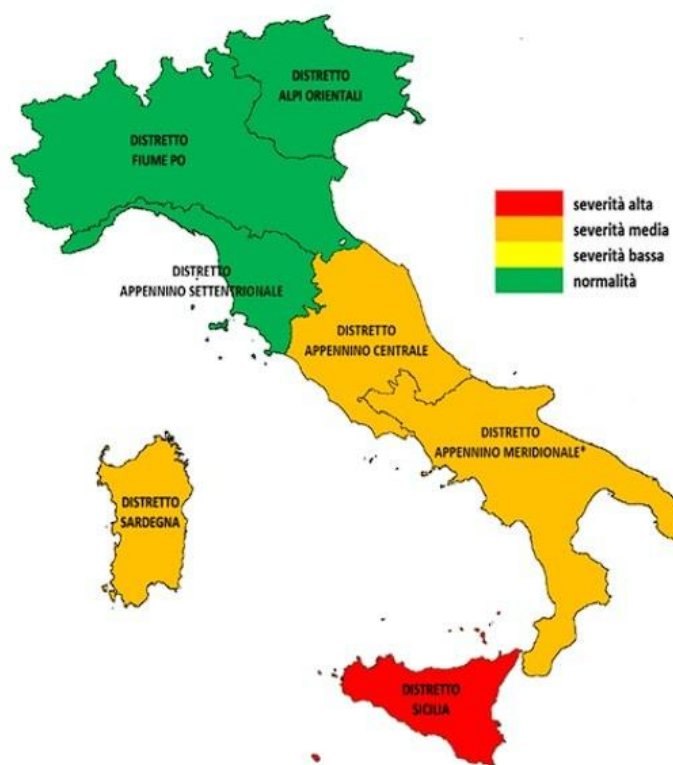 DISTRETTO
ALPI ORIENTALI
DISTRETTO
FIUME PO
severità alta
severità media
severità bassa
normalità
DISTRETTO
APPENNINO SETTENTRIONALE
DISTRETTO
APPENNINO CENTRALE
DISTRETTO
APPENNINO MERIDIONALE*
DISTRETTO
SARDEGNA
DISTRETTO
SICILIA